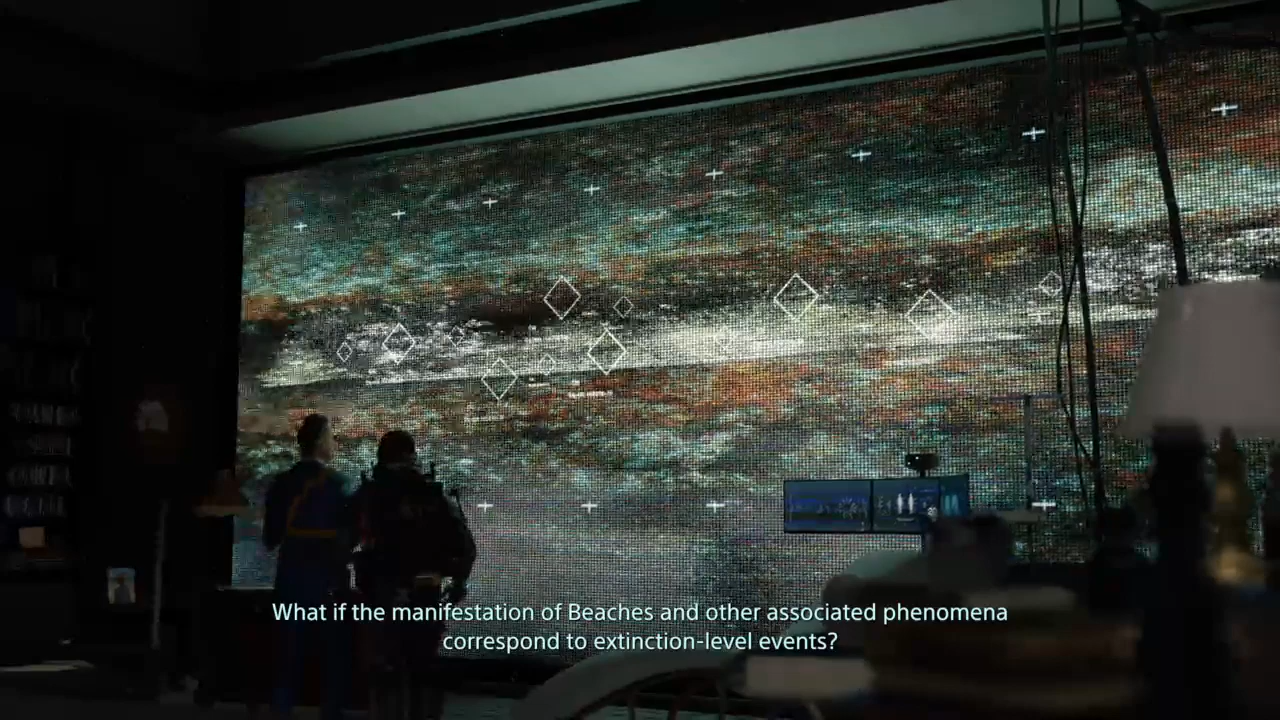 What if the manifestation of Beaches and other associated phenomena
correspond to extinction-level events?